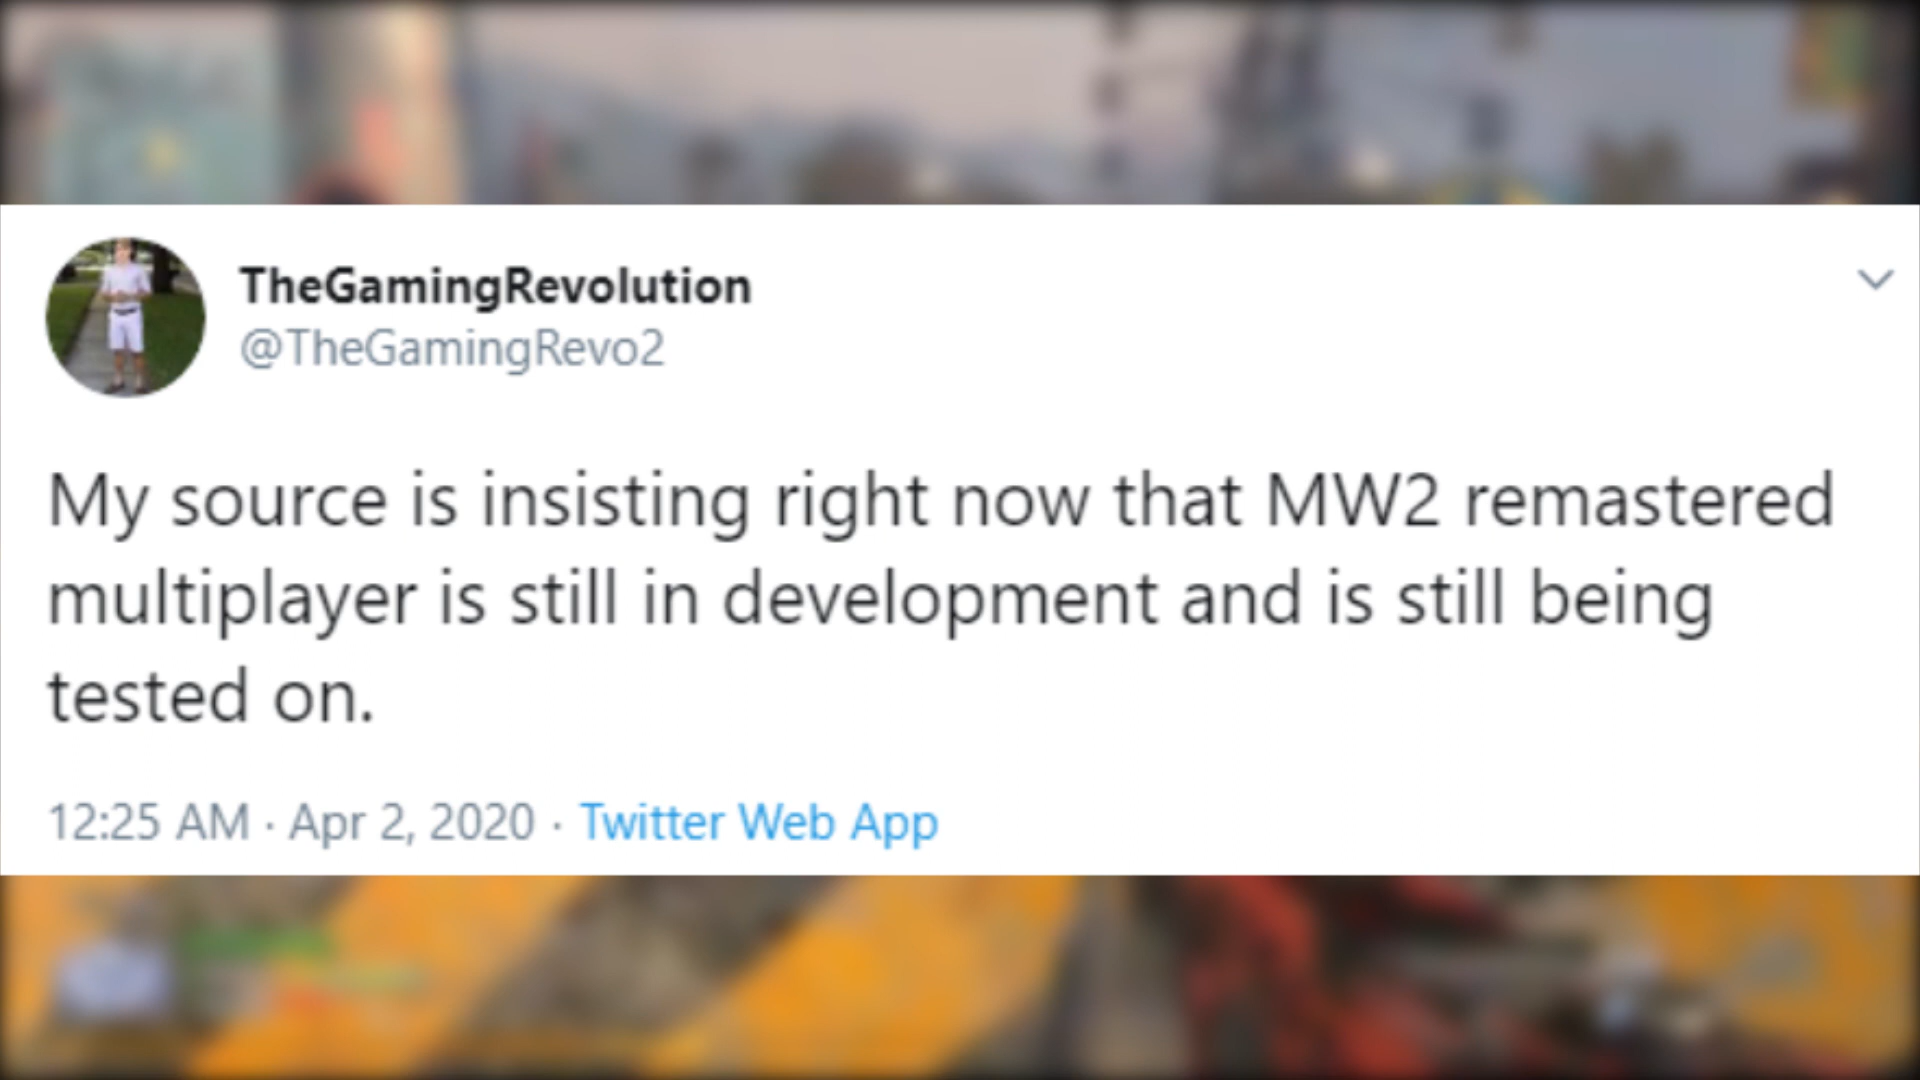 TheGamingRevolution
@TheGamingRevo2
My source is insisting right now that MW2 remastered
multiplayer is still in development and is still being
tested on.
12:25 AM · Apr 2, 2020 · Twitter Web App